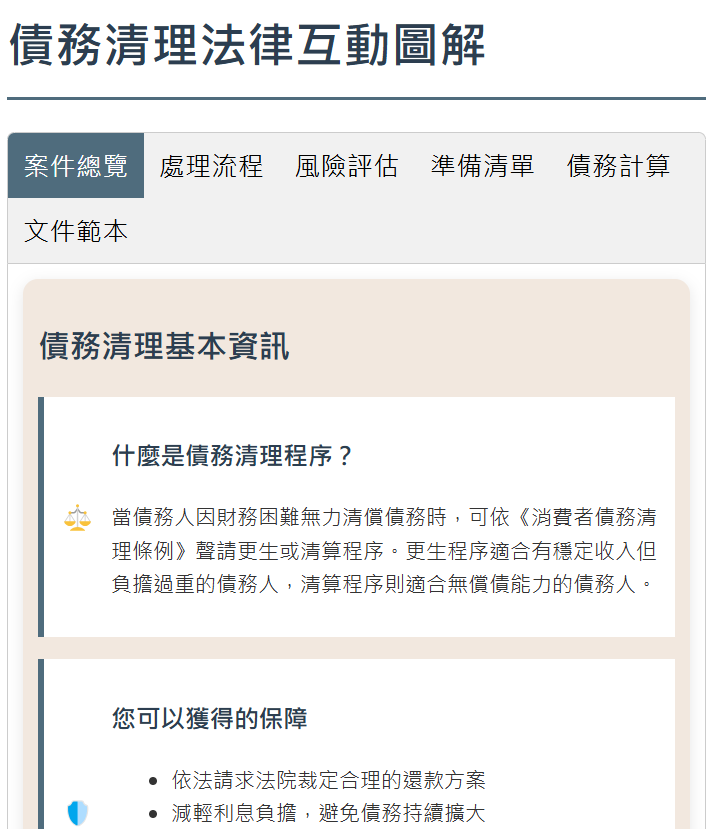 債務清理法律互動圖解
案件總覽 處理流程 風險評估 準備清單 債務計算
文件範本
債務清理基本資訊
什麼是債務清理程序？
當債務人因財務困難無力清償債務時，可依《消費者債務清
理條例》聲請更生或清算程序。更生程序適合有穩定收入但
負擔過重的債務人，清算程序則適合無償債能力的債務人。
您可以獲得的保障
依法請求法院裁定合理的還款方案
減輕利息負擔，避免債務持續擴大